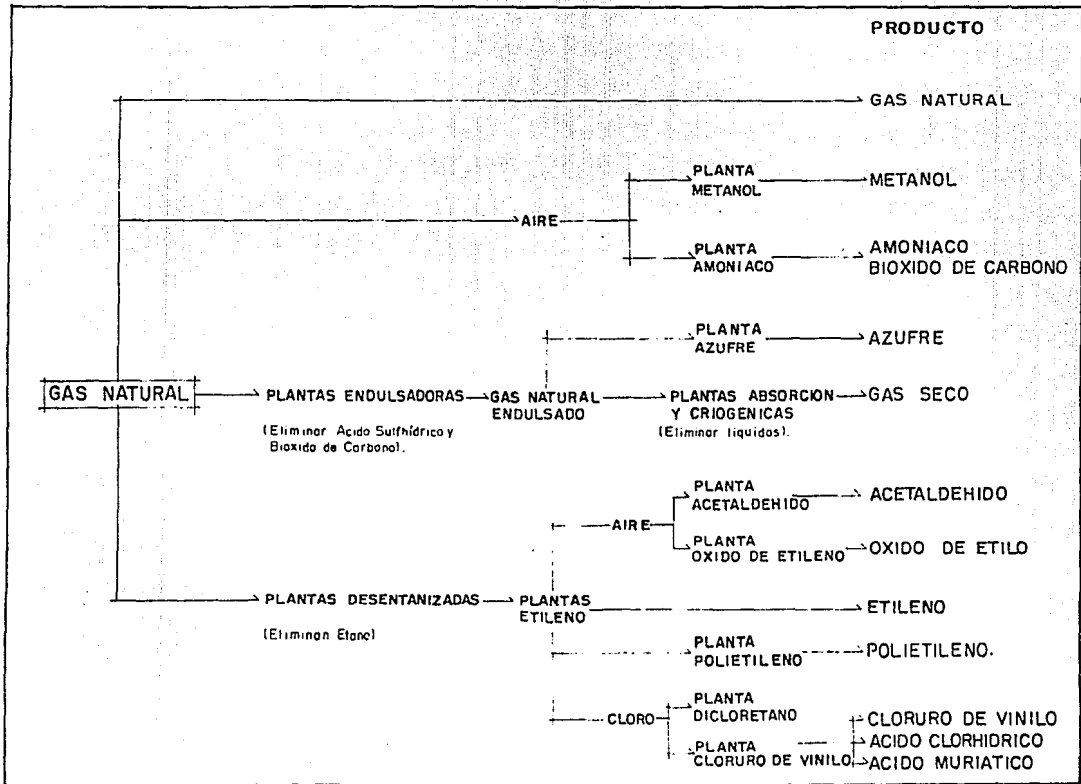 PRODUCTO
GAS NATURAL
PLANTA
METANOL
METANOL
AIRE
PLANTA
AMONIACO
AMONIACO
BIOXIDO DE CARBONO
PLANTA
AZUFRE
AZUFRE
GAS NATURAL
PLANTAS ENDULSADORAS
(Eliminar Acido Sulfhídrico y
Bioxido de Carbono).
GAS NATURAL
ENDULSADO
PLANTAS ABSORCION
Y CRIOGENICAS
(Eliminar líquidos).
GAS SECO
AIRE
PLANTA
ACETALDEHIDO
ACETALDEHIDO
PLANTA
OXIDO DE ETILENO
OXIDO DE ETILO
PLANTAS DESENTANIZADAS
(Eliminan Etano)
PLANTAS
ETILENO
ETILENO
PLANTA
POLIETILENO
POLIETILENO.
CLORO
PLANTA
DICLORETANO
PLANTA
CLORURO DE VINILO
CLORURO DE VINILO
ACIDO CLORHIDRICO
ACIDO MURIATICO